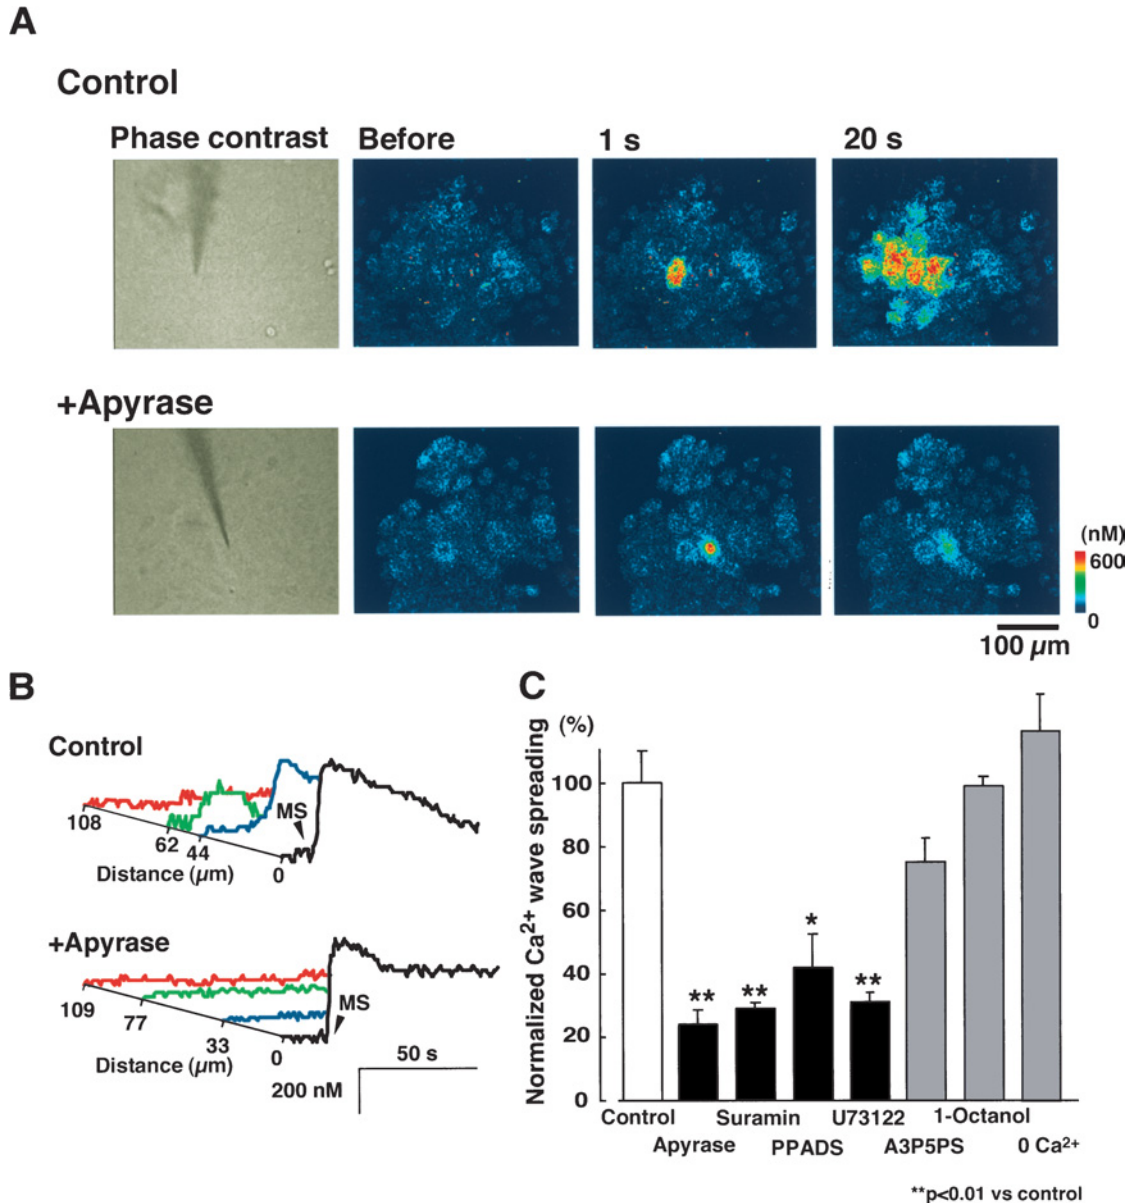 A
Control
Phase contrast Before 1 s 20 s
+Apyrase
(nM)
600
0
100 µm
B
Control
MS
108
62
44
0
Distance (µm)
+Apyrase
MS
109
77
33
0
Distance (µm)
50 s
200 nM
C
(%)
Normalized Ca²⁺ wave spreading
100
80
60
40
20
0
** ** * **
Control Suramin U73122 1-Octanol
Apyrase PPADS A3P5PS 0 Ca²⁺
**p<0.01 vs control